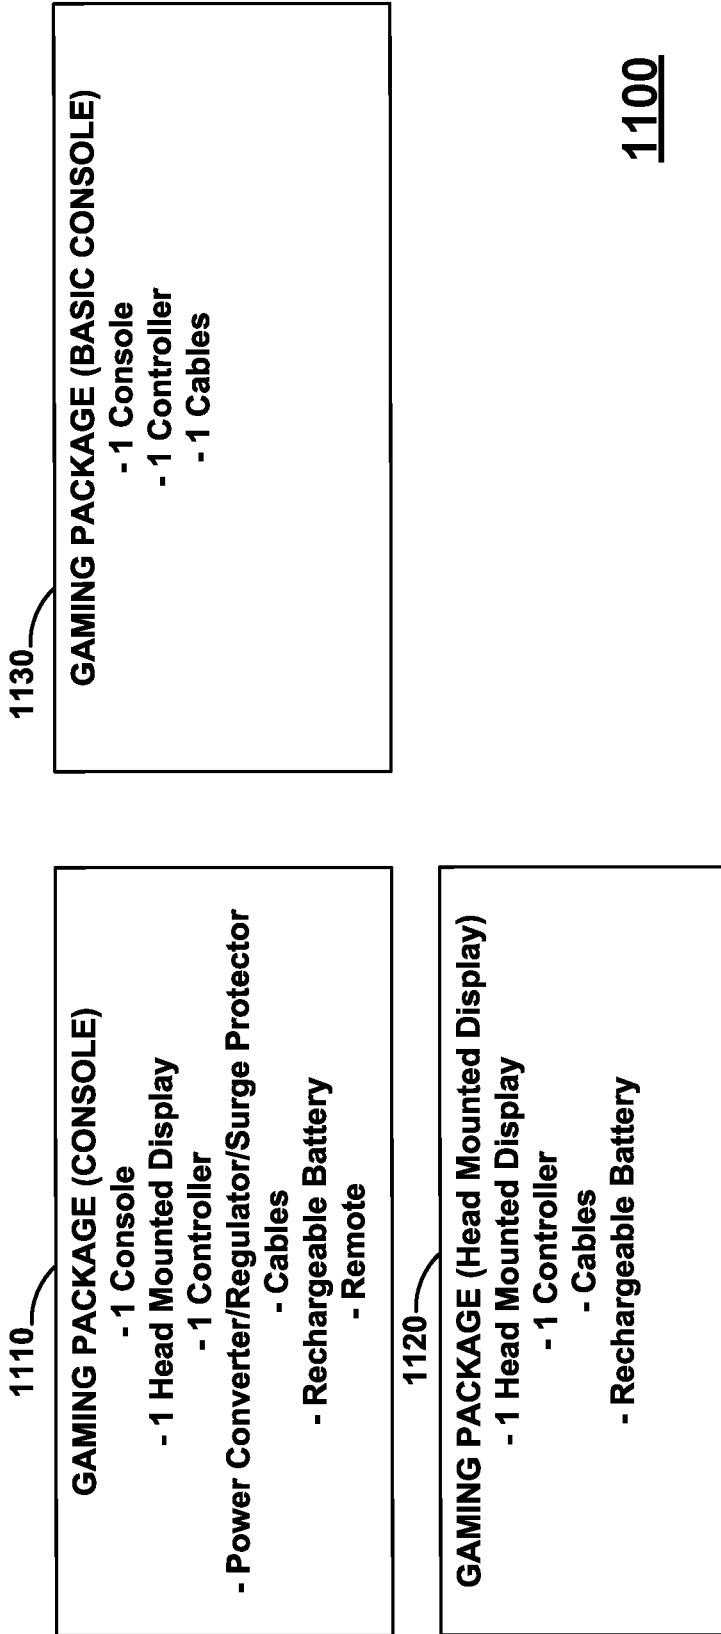 1110
GAMING PACKAGE (CONSOLE)
- 1 Console
- 1 Head Mounted Display
- 1 Controller
- Power Converter/Regulator/Surge Protector
- Cables
- Rechargeable Battery
- Remote
1130
GAMING PACKAGE (BASIC CONSOLE)
- 1 Console
- 1 Controller
- 1 Cables
1120
GAMING PACKAGE (Head Mounted Display)
- 1 Head Mounted Display
- 1 Controller
- Cables
- Rechargeable Battery
1100